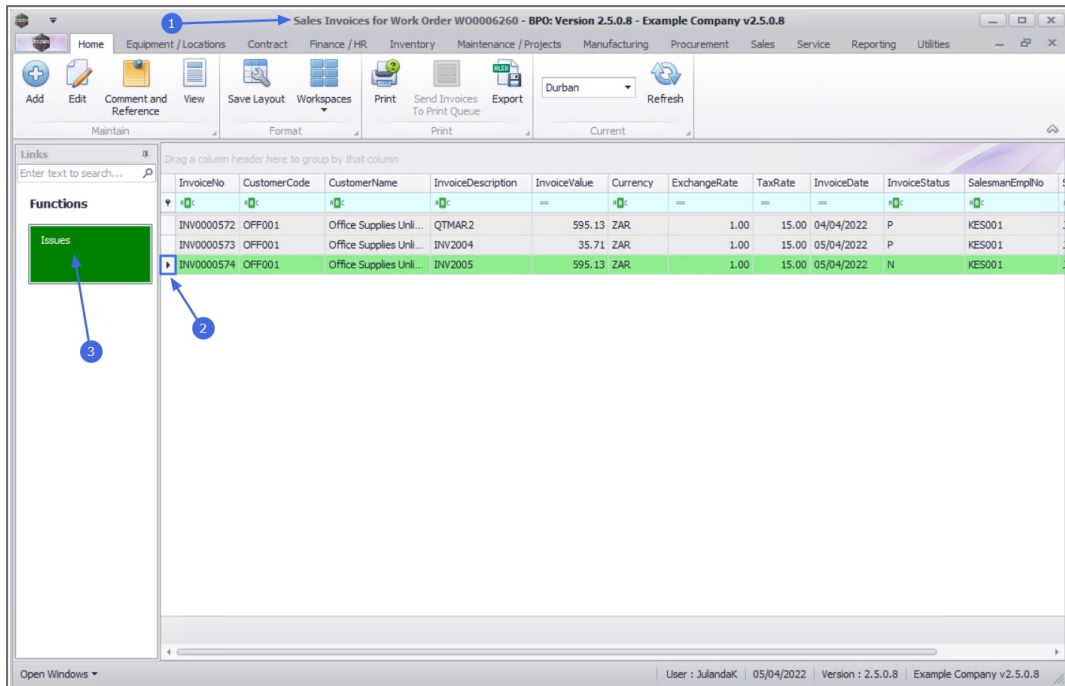 1
Sales Invoices for Work Order WO0006260 - BPO: Version 2.5.0.8 - Example Company v2.5.0.8
Home Equipment / Locations Contract Finance / HR Inventory Maintenance / Projects Manufacturing Procurement Sales Service Reporting Utilities
Add Edit Comment and Reference View Save Layout Workspaces Print Send Invoices To Print Queue Export Durban Refresh
Maintain Format Print Current
Links
Enter text to search...
Functions
Issues
3
Drag a column header here to group by that column
InvoiceNo CustomerCode CustomerName InvoiceDescription InvoiceValue Currency ExchangeRate TaxRate InvoiceDate InvoiceStatus SalesmanEmplNo
INV0000572 OFF001 Office Supplies Unli... QTMAR2 595.13 ZAR 1.00 15.00 04/04/2022 P KES001
INV0000573 OFF001 Office Supplies Unli... INV2004 35.71 ZAR 1.00 15.00 05/04/2022 P KES001
INV0000574 OFF001 Office Supplies Unli... INV2005 595.13 ZAR 1.00 15.00 05/04/2022 N KES001
2
Open Windows User : JulandaK 05/04/2022 Version : 2.5.0.8 Example Company v2.5.0.8